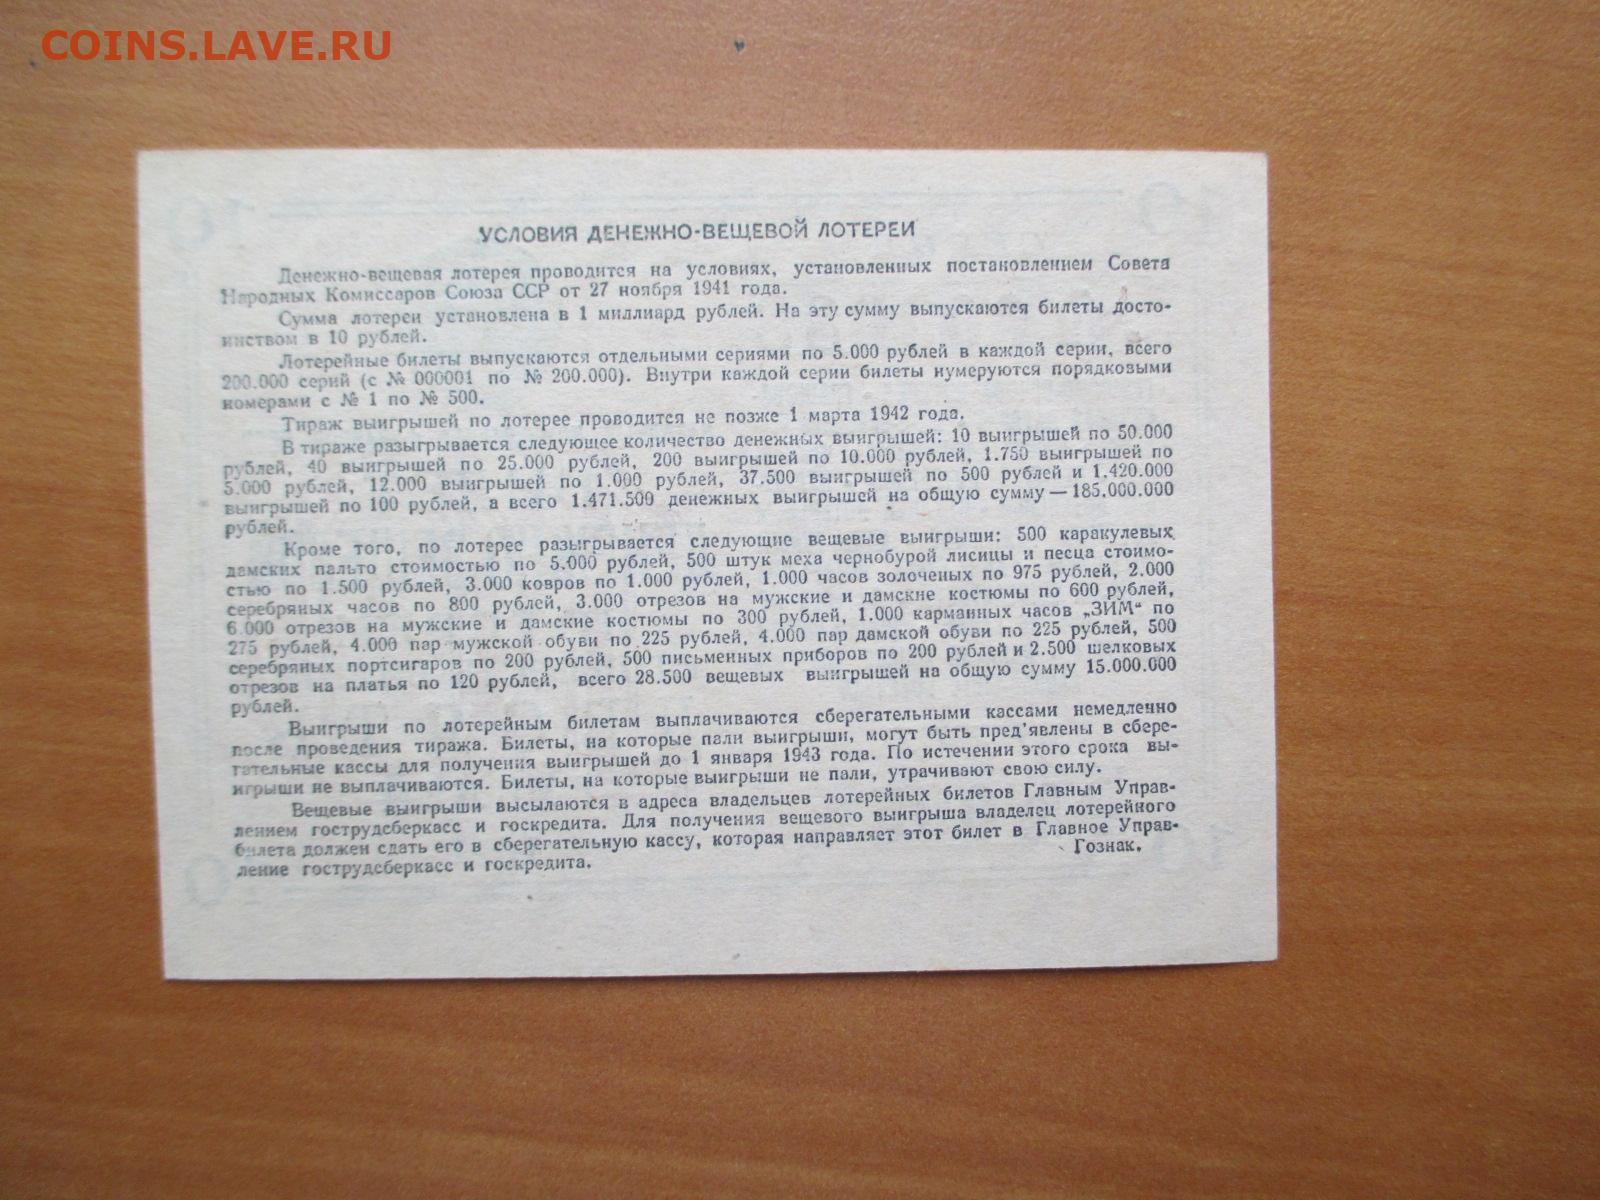 COINS.LAVE.RU
УСЛОВИЯ ДЕНЕЖНО-ВЕЩЕВОЙ ЛОТЕРЕИ
Денежно-вещевая лотерея проводится на условиях, установленных постановлением Совета
Народных Комиссаров Союза ССР от 27 ноября 1941 года.
Сумма лотереи установлена в 1 миллиард рублей. На эту сумму выпускаются билеты досто-
инством в 10 рублей.
Лотерейные билеты выпускаются отдельными сериями по 5.000 рублей в каждой серии, всего
200.000 серий (с № 000001 по № 200.000). Внутри каждой серии билеты нумеруются порядковыми
номерами с № 1 по № 500.
Тираж выигрышей по лотерее проводится не позже 1 марта 1942 года.
В тираже разыгрывается следующее количество денежных выигрышей: 10 выигрышей по 50.000
рублей, 40 выигрышей по 25.000 рублей, 200 выигрышей по 10.000 рублей, 1.750 выигрышей по
5.000 рублей, 12.000 выигрышей по 1.000 рублей, 37.500 выигрышей по 500 рублей и 1.420.000
выигрышей по 100 рублей, а всего 1.471.500 денежных выигрышей на общую сумму — 185.000.000
рублей.
Кроме того, по лотерее разыгрывается следующие вещевые выигрыши: 500 каракулевых
дамских пальто стоимостью по 5.000 рублей, 500 штук меха чернобурой лисицы и песца стоимо-
стью по 1.500 рублей, 3.000 ковров по 1.000 рублей, 1.000 часов золоченых по 975 рублей, 2.000
серебряных часов по 800 рублей, 3.000 отрезов на мужские и дамские костюмы по 600 рублей,
6.000 отрезов на мужские и дамские костюмы по 300 рублей, 1.000 карманных часов „ЗИМ“ по
275 рублей, 4.000 пар мужской обуви по 225 рублей, 4.000 пар дамской обуви по 225 рублей, 500
серебряных портсигаров по 200 рублей, 500 письменных приборов по 200 рублей и 2.500 шелковых
отрезов на платья по 120 рублей, всего 28.500 вещевых выигрышей на общую сумму 15.000.000
рублей.
Выигрыши по лотерейным билетам выплачиваются сберегательными кассами немедленно
после проведения тиража. Билеты, на которые пали выигрыши, могут быть пред'явлены в сбере-
гательные кассы для получения выигрышей до 1 января 1943 года. По истечении этого срока вы-
игрыши не выплачиваются. Билеты, на которые выигрыши не пали, утрачивают свою силу.
Вещевые выигрыши высылаются в адреса владельцев лотерейных билетов Главным Управ-
лением гострудсберкасс и госкредита. Для получения вещевого выигрыша владелец лотерейного
билета должен сдать его в сберегательную кассу, которая направляет этот билет в Главное Управ-
ление гострудсберкасс и госкредита.
Гознак.